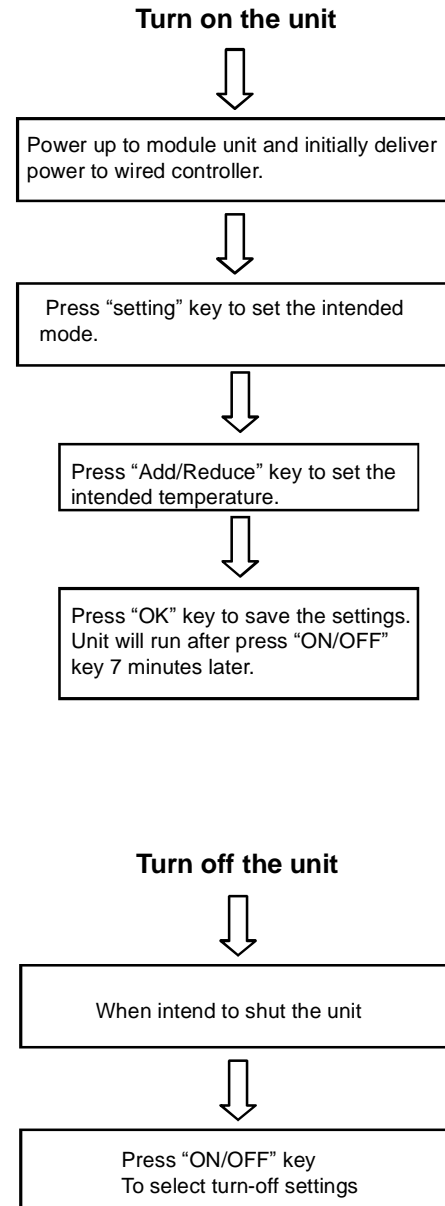 Turn on the unit
Power up to module unit and initially deliver
power to wired controller.
Press “setting” key to set the intended
mode.
Press “Add/Reduce” key to set the
intended temperature.
Press “OK” key to save the settings.
Unit will run after press “ON/OFF”
key 7 minutes later.
Turn off the unit
When intend to shut the unit
Press “ON/OFF” key
To select turn-off settings